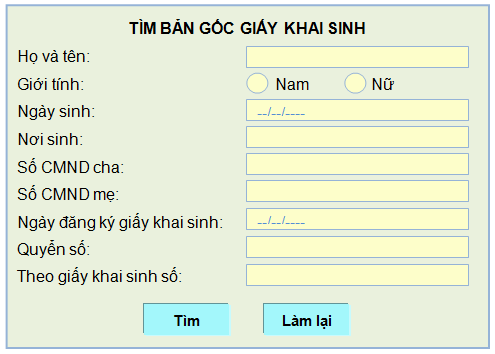 TÌM BẢN GỐC GIẤY KHAI SINH
Họ và tên:
Giới tính: Nam Nữ
Ngày sinh: --/--/----
Nơi sinh:
Số CMND cha:
Số CMND mẹ:
Ngày đăng ký giấy khai sinh: --/--/----
Quyển số:
Theo giấy khai sinh số:
Tìm Làm lại